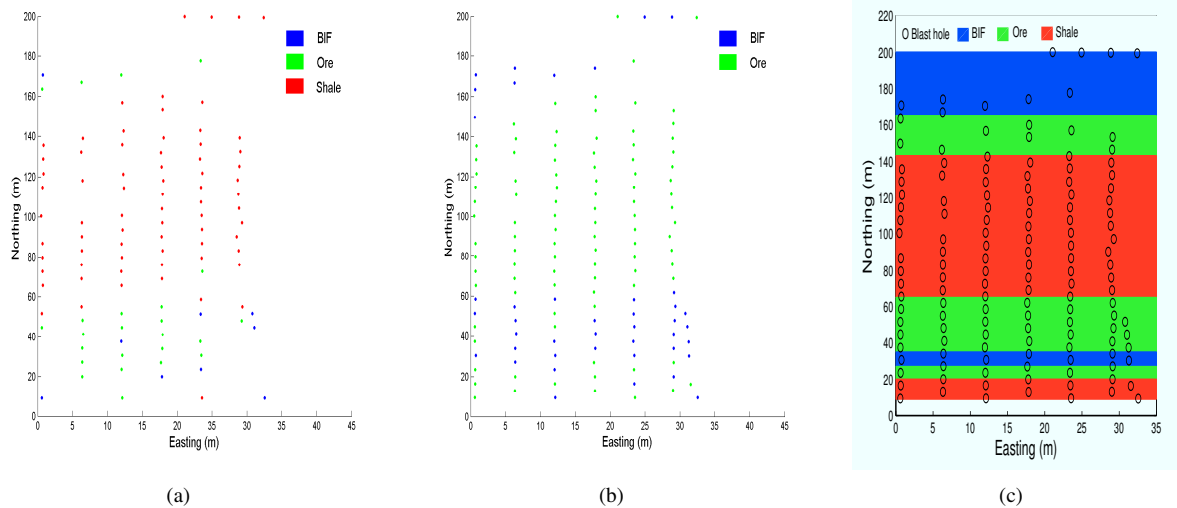 200
180
160
140
120
100
80
60
40
20
0
Northing (m)
0 5 10 15 20 25 30 35 40 45
Easting (m)
BIF
Ore
Shale
(a)
200
180
160
140
120
100
80
60
40
20
0
Northing (m)
0 5 10 15 20 25 30 35 40 45
Easting (m)
BIF
Ore
(b)
220
200
180
160
140
120
100
80
60
40
20
0
Northing (m)
0 5 10 15 20 25 30 35
Easting (m)
O Blast hole BIF Ore Shale
(c)